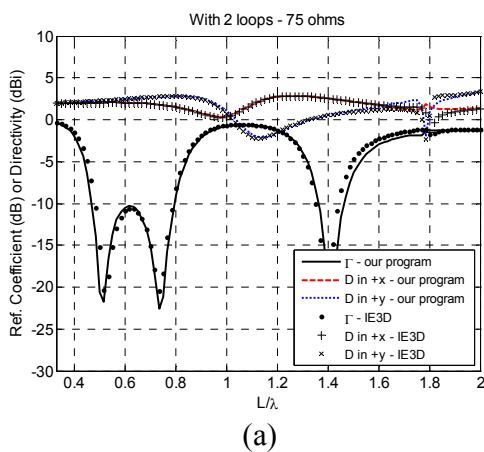 With 2 loops - 75 ohms
Ref. Coefficient (dB) or Directivity (dBi)
10
5
0
-5
-10
-15
-20
-25
-30
0.4 0.6 0.8 1 1.2 1.4 1.6 1.8 2
L/λ
Γ - our program
D in +x - our program
D in +y - our program
Γ - IE3D
D in +x - IE3D
D in +y - IE3D
(a)